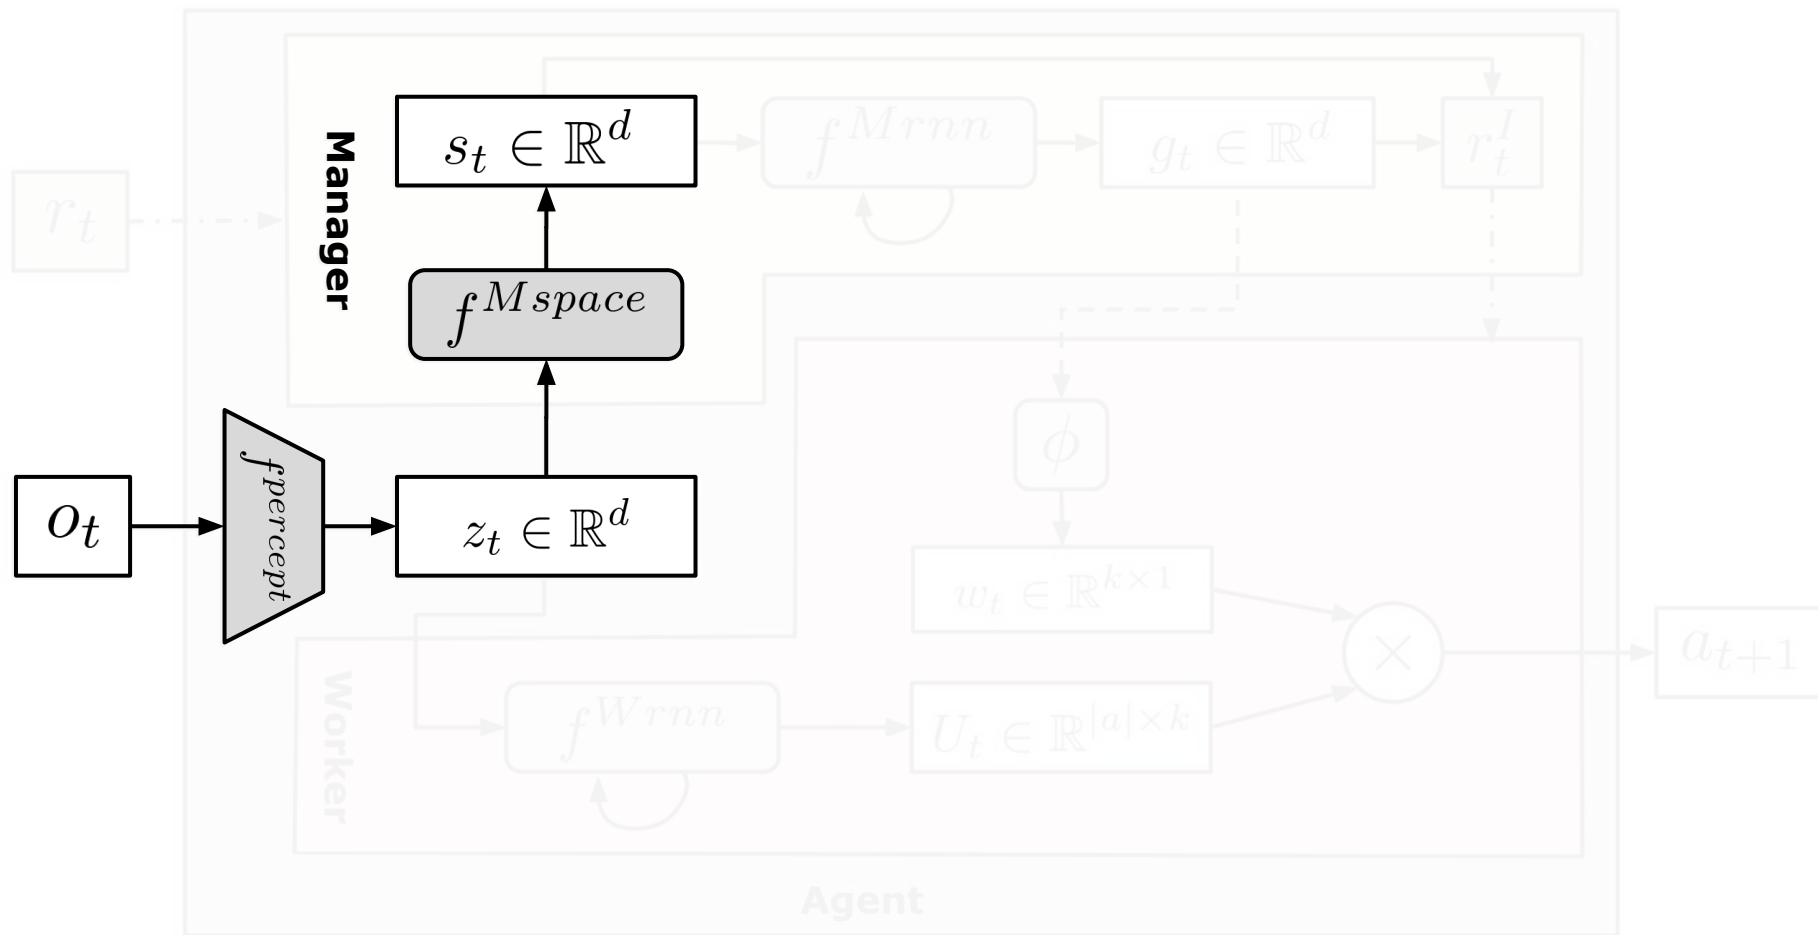 s_t ∈ ℝ^d
f^{Mrnn}
g_t ∈ ℝ^d
r_t^I
Manager
r_t
f^{Mspace}
ϕ
o_t
f^{percept}
z_t ∈ ℝ^d
w_t ∈ ℝ^{k×1}
×
a_{t+1}
Worker
f^{Wrnn}
U_t ∈ ℝ^{|a|×k}
Agent